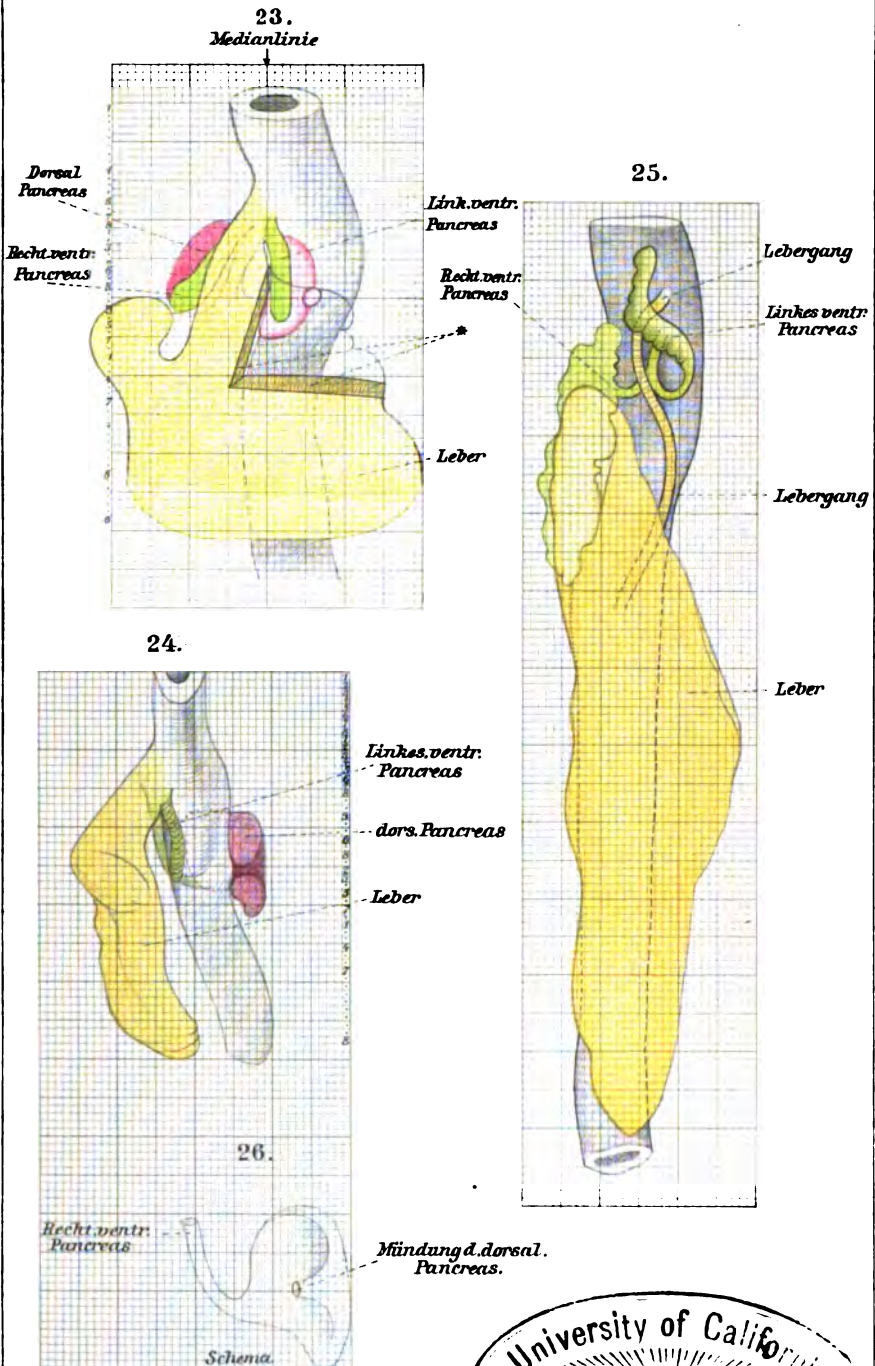 23.
Medianlinie
Dorsal
Pancreas
Recht.ventr.
Pancreas
Link.ventr.
Pancreas
*
Leber
25.
Lebergang
Recht.ventr.
Pancreas
Linkes ventr.
Pancreas
Lebergang
Leber
24.
Linkes.ventr.
Pancreas
dors.Pancreas
Leber
26.
Recht.ventr.
Pancreas
Mündung d.dorsal.
Pancreas.
Schema.
University of Californi